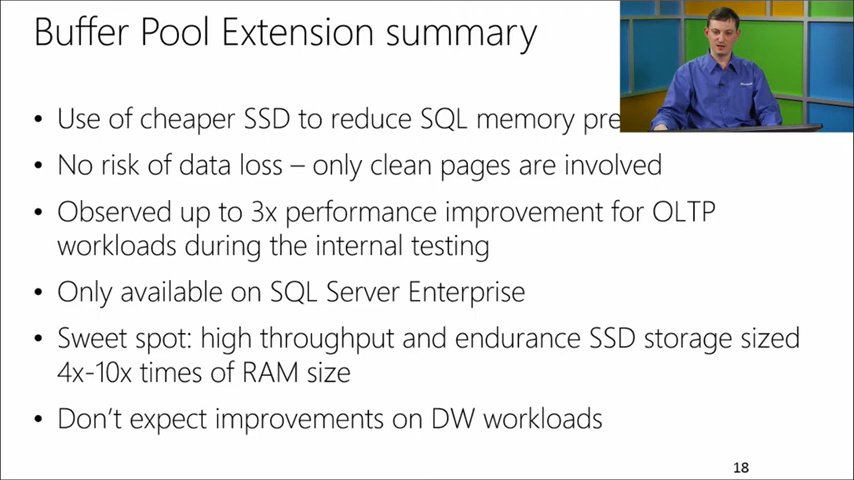 Buffer Pool Extension summary
• Use of cheaper SSD to reduce SQL memory pre
• No risk of data loss – only clean pages are involved
• Observed up to 3x performance improvement for OLTP
workloads during the internal testing
• Only available on SQL Server Enterprise
• Sweet spot: high throughput and endurance SSD storage sized
4x-10x times of RAM size
• Don't expect improvements on DW workloads
18